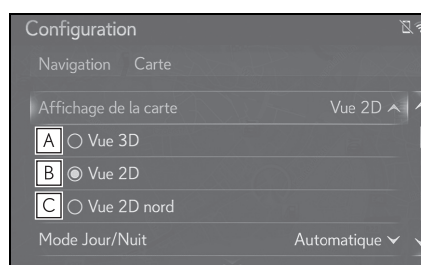 Configuration
Navigation Carte
Affichage de la carte Vue 2D
A Vue 3D
B Vue 2D
C Vue 2D nord
Mode Jour/Nuit Automatique